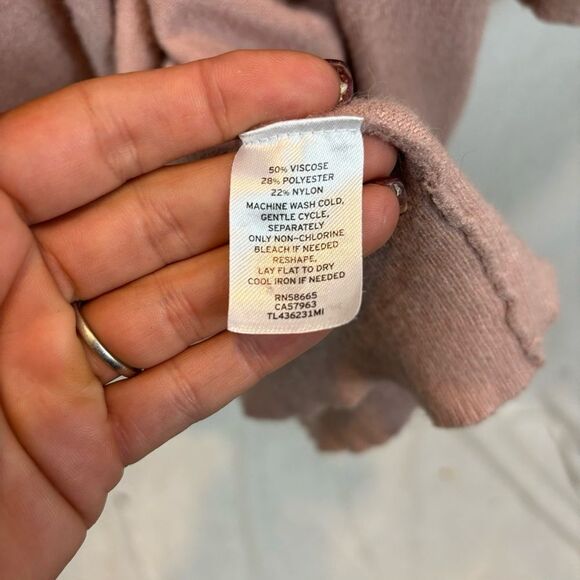 50% VISCOSE
28% POLYESTER
22% NYLON
MACHINE WASH COLD,
GENTLE CYCLE,
SEPARATELY
ONLY NON-CHLORINE
BLEACH IF NEEDED
RESHAPE,
LAY FLAT TO DRY
COOL IRON IF NEEDED
RN58665
CA57963
TL436231MI